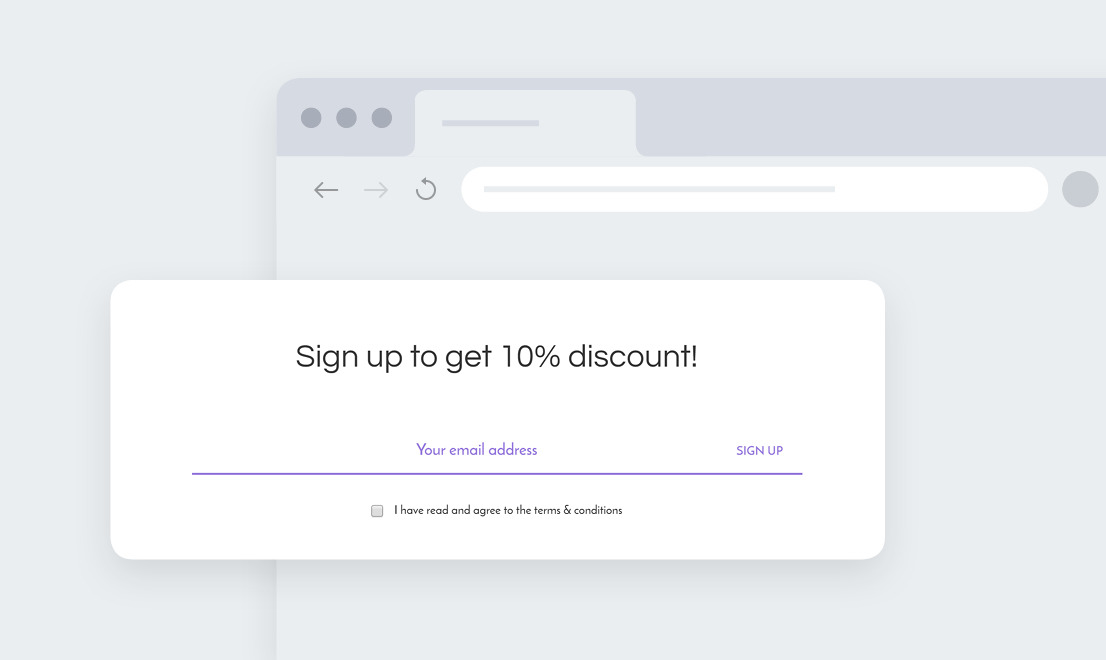 Sign up to get 10% discount!
Your email address
SIGN UP
I have read and agree to the terms & conditions